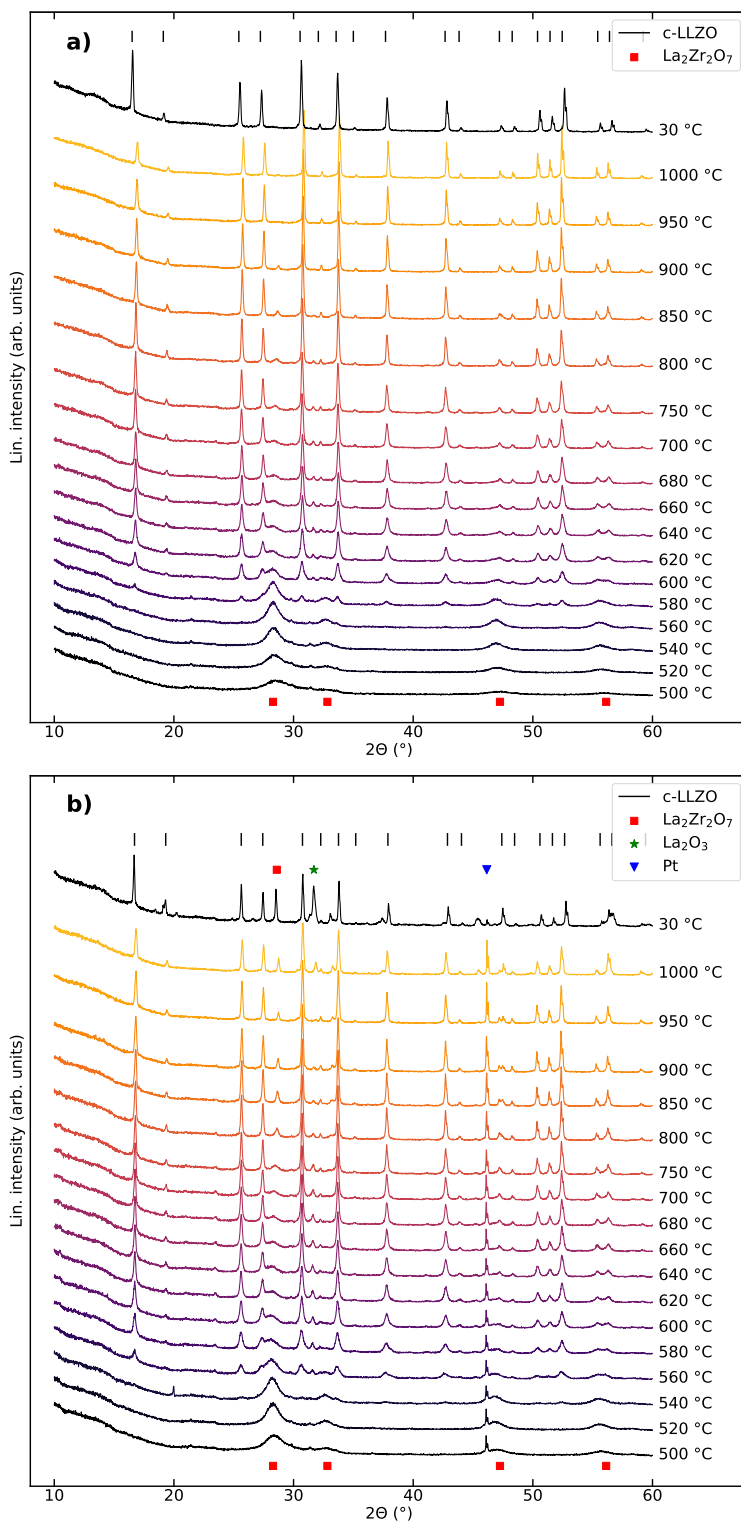 a)
c-LLZO
La₂Zr₂O₇
30 °C
1000 °C
950 °C
900 °C
850 °C
800 °C
750 °C
700 °C
680 °C
660 °C
640 °C
620 °C
600 °C
580 °C
560 °C
540 °C
520 °C
500 °C
Lin. intensity (arb. units)
10 20 30 40 50 60
2Θ (°)
b)
c-LLZO
La₂Zr₂O₇
La₂O₃
Pt
30 °C
1000 °C
950 °C
900 °C
850 °C
800 °C
750 °C
700 °C
680 °C
660 °C
640 °C
620 °C
600 °C
580 °C
560 °C
540 °C
520 °C
500 °C
Lin. intensity (arb. units)
10 20 30 40 50 60
2Θ (°)